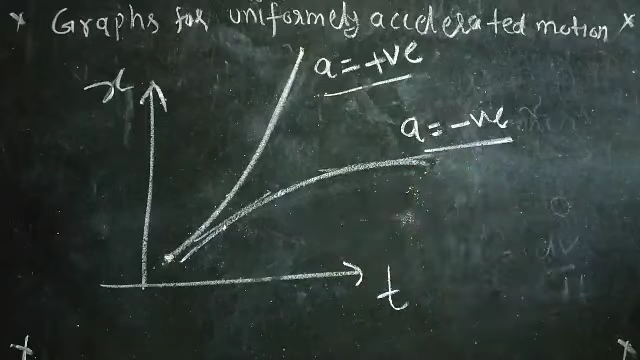 * Graphs for uniformely accelerated motion *
x
a = +ve
a = -ve
t